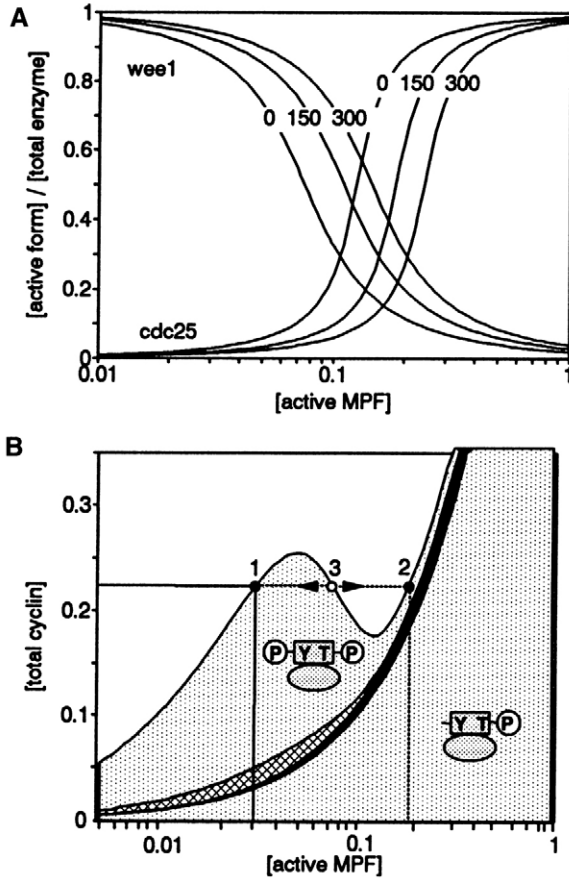 A
[active form] / [total enzyme]
1
0.8
0.6
0.4
0.2
0
wee1
0 150 300
0 150 300
cdc25
0.01
0.1
1
[active MPF]
B
[total cyclin]
0.3
0.2
0.1
0
1
3
2
P Y T P
Y T P
0.01
0.1
1
[active MPF]